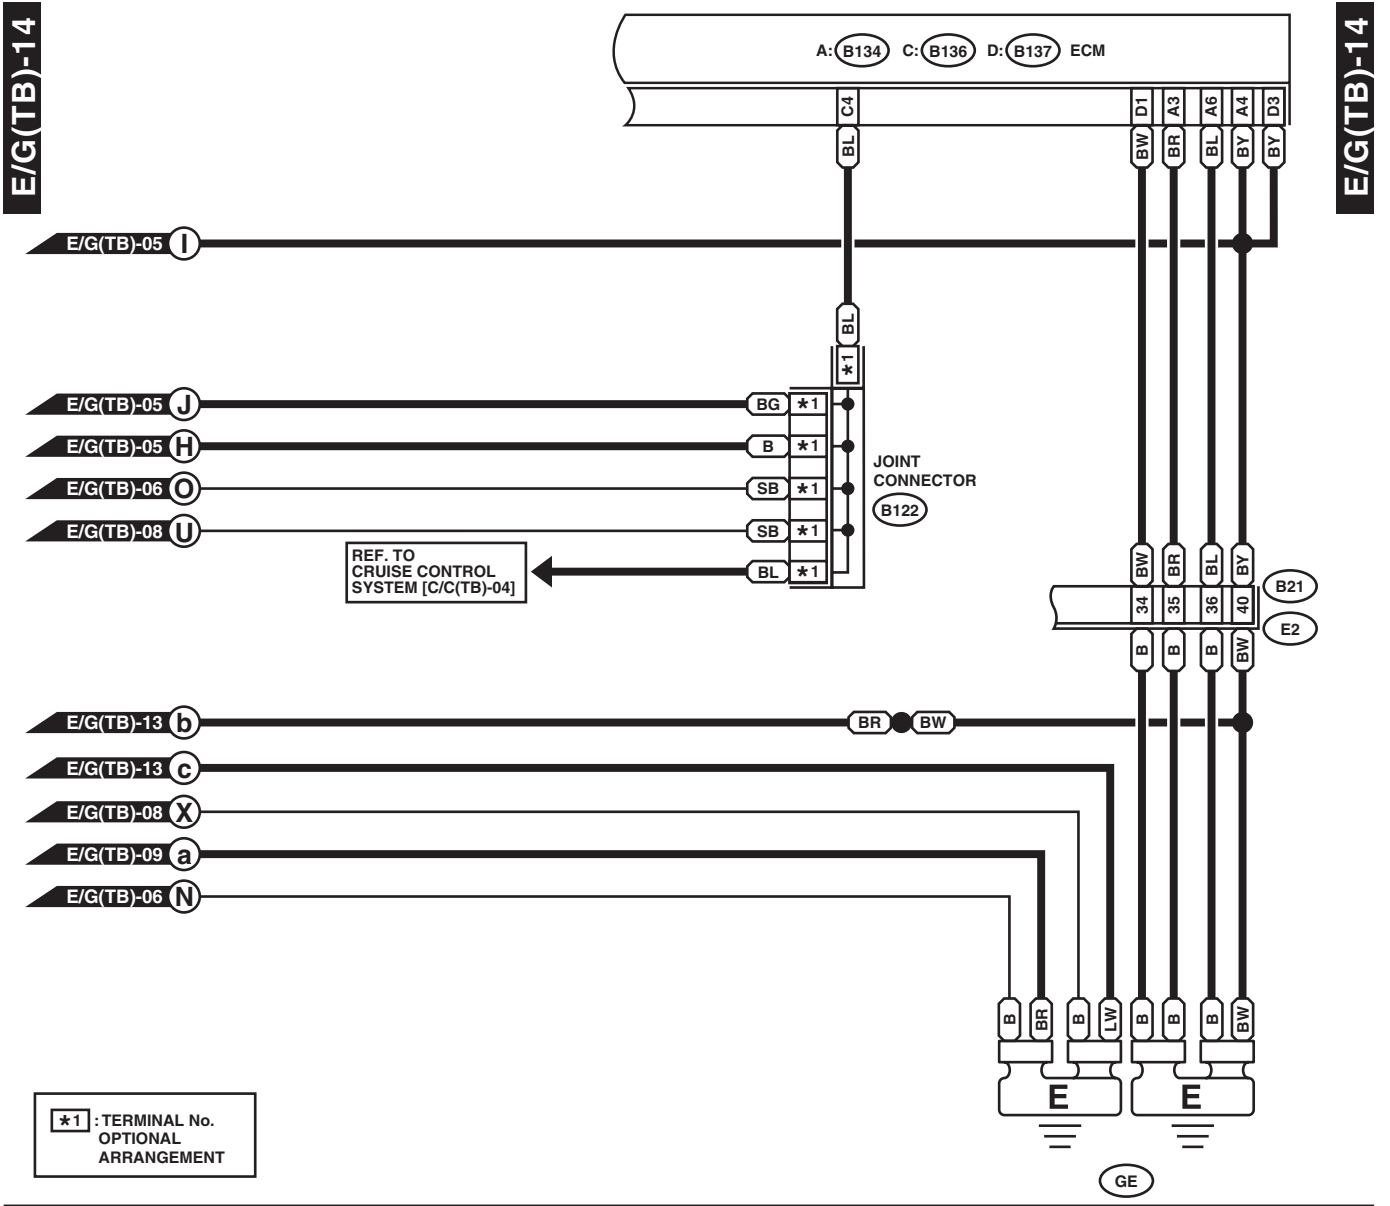 E/G(TB)-14
E/G(TB)-14
A: B134 C: B136 D: B137 ECM
C4 D1 A3 A6 A4 D3
BL BW BR BL BY BY
E/G(TB)-05 I
BL
*1
E/G(TB)-05 J BG *1
E/G(TB)-05 H B *1
JOINT
CONNECTOR
B122
E/G(TB)-06 O SB *1
E/G(TB)-08 U SB *1
REF. TO
CRUISE CONTROL
SYSTEM [C/C(TB)-04]
BL *1
BW BR BL BY
B21
34 35 36 40
E2
B B B BW
E/G(TB)-13 b BR BW
E/G(TB)-13 c
E/G(TB)-08 X
E/G(TB)-09 a
E/G(TB)-06 N
B BR B LW B B B BW
E E
GE
*1 : TERMINAL No.
OPTIONAL
ARRANGEMENT